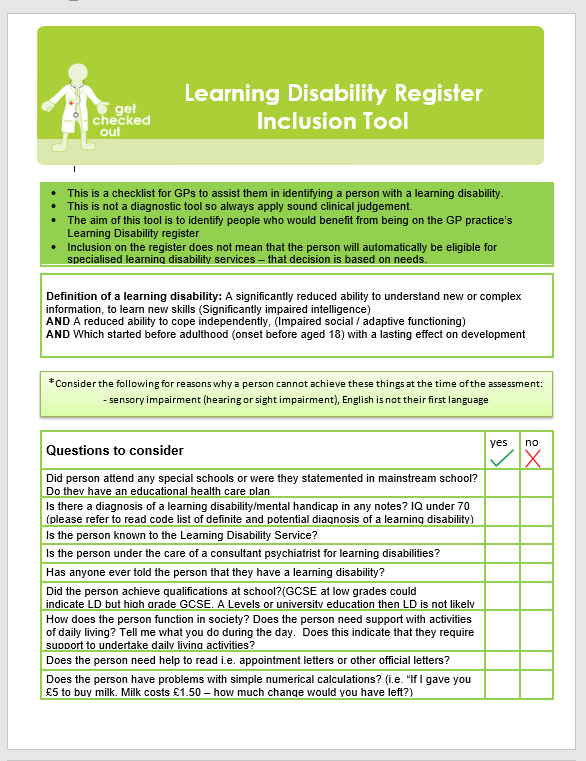 Learning Disability Register
Inclusion Tool
get
checked
out
• This is a checklist for GPs to assist them in identifying a person with a learning disability.
• This is not a diagnostic tool so always apply sound clinical judgement.
• The aim of this tool is to identify people who would benefit from being on the GP practice's
Learning Disability register
• Inclusion on the register does not mean that the person will automatically be eligible for
specialised learning disability services – that decision is based on needs.
Definition of a learning disability: A significantly reduced ability to understand new or complex
information, to learn new skills (Significantly impaired intelligence)
AND A reduced ability to cope independently, (Impaired social / adaptive functioning)
AND Which started before adulthood (onset before aged 18) with a lasting effect on development
*Consider the following for reasons why a person cannot achieve these things at the time of the assessment:
- sensory impairment (hearing or sight impairment), English is not their first language
Questions to consider
yes
no
Did person attend any special schools or were they statemented in mainstream school?
Do they have an educational health care plan
Is there a diagnosis of a learning disability/mental handicap in any notes? IQ under 70
(please refer to read code list of definite and potential diagnosis of a learning disability)
Is the person known to the Learning Disability Service?
Is the person under the care of a consultant psychiatrist for learning disabilities?
Has anyone ever told the person that they have a learning disability?
Did the person achieve qualifications at school?(GCSE at low grades could
indicate LD but high grade GCSE. A Levels or university education then LD is not likely
How does the person function in society? Does the person need support with activities
of daily living? Tell me what you do during the day. Does this indicate that they require
support to undertake daily living activities?
Does the person need help to read i.e. appointment letters or other official letters?
Does the person have problems with simple numerical calculations? (i.e. "If I gave you
£5 to buy milk. Milk costs £1.50 – how much change would you have left?)